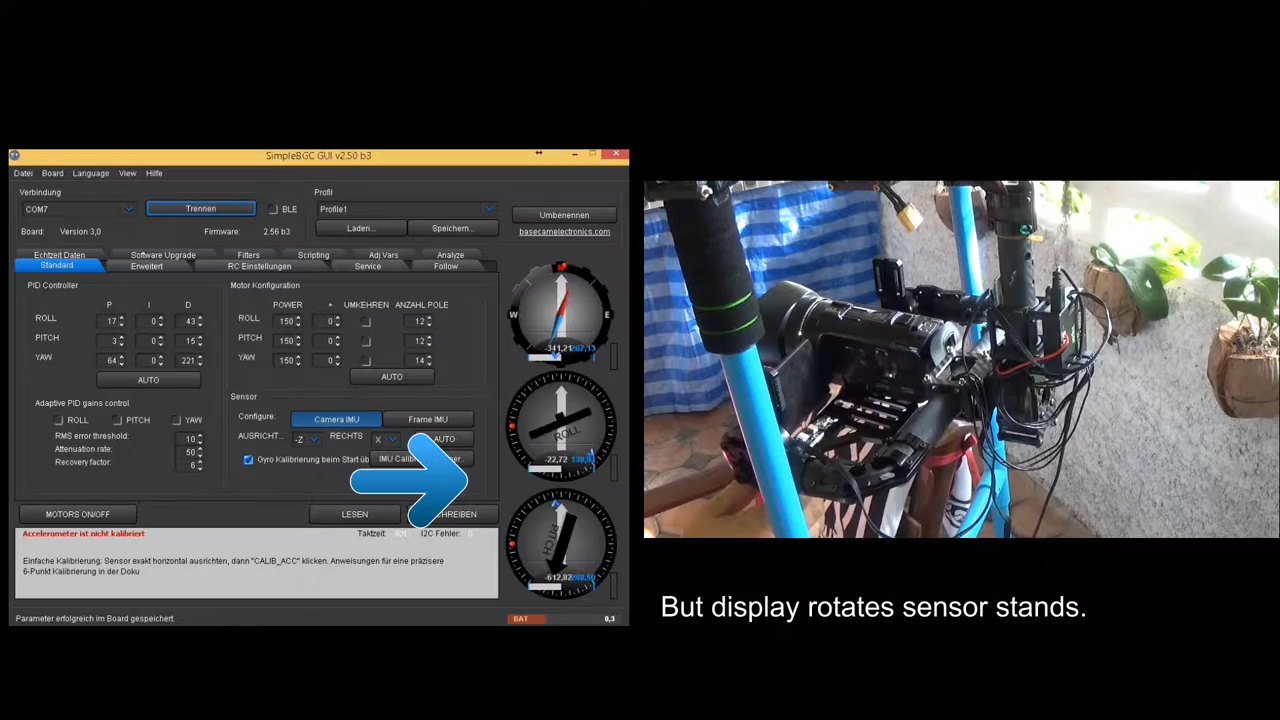 SimpleBGC GUI v2.50 b3
Datei Board Language View Hilfe
Verbindung
Profil
COM7
Trennen
BLE
Profile1
Umbenennen
Laden...
Speichern...
Board: Version 3,0
Firmware: 2.56 b3
basecamelectronics.com
Echtzeit Daten Software Upgrade Filters Scripting Adj.Vars Analyze
Standard Erweitert RC Einstellungen Service Follow
PID Controller
Motor Konfiguration
P I D
POWER + UMKEHREN ANZAHL POLE
ROLL 17 0 43
ROLL 150 0 12
PITCH 3 0 15
PITCH 150 0 12
YAW 64 0 221
YAW 150 0 14
AUTO
AUTO
Adaptive PID gains control
ROLL PITCH YAW
RMS error threshold: 10
Attenuation rate: 50
Recovery factor: 6
Sensor
Configure: Camera IMU Frame IMU
AUSRICHT... -Z RECHTS X AUTO
Gyro Kalibrierung beim Start üb
MOTORS ON/OFF
LESEN
Accelerometer ist nicht kalibriert
Taktzeit:
I2C Fehler:
Einfache Kalibrierung: Sensor exakt horizontal ausrichten, dann "CALIB_ACC" klicken. Anweisungen für eine präzisere
6-Punkt Kalibrierung in der Doku
Parameter erfolgreich im Board gespeichert.
BAT
0,3
W
E
-341,21
ROLL
-22,72
PITCH
-612,82
But display rotates sensor stands.